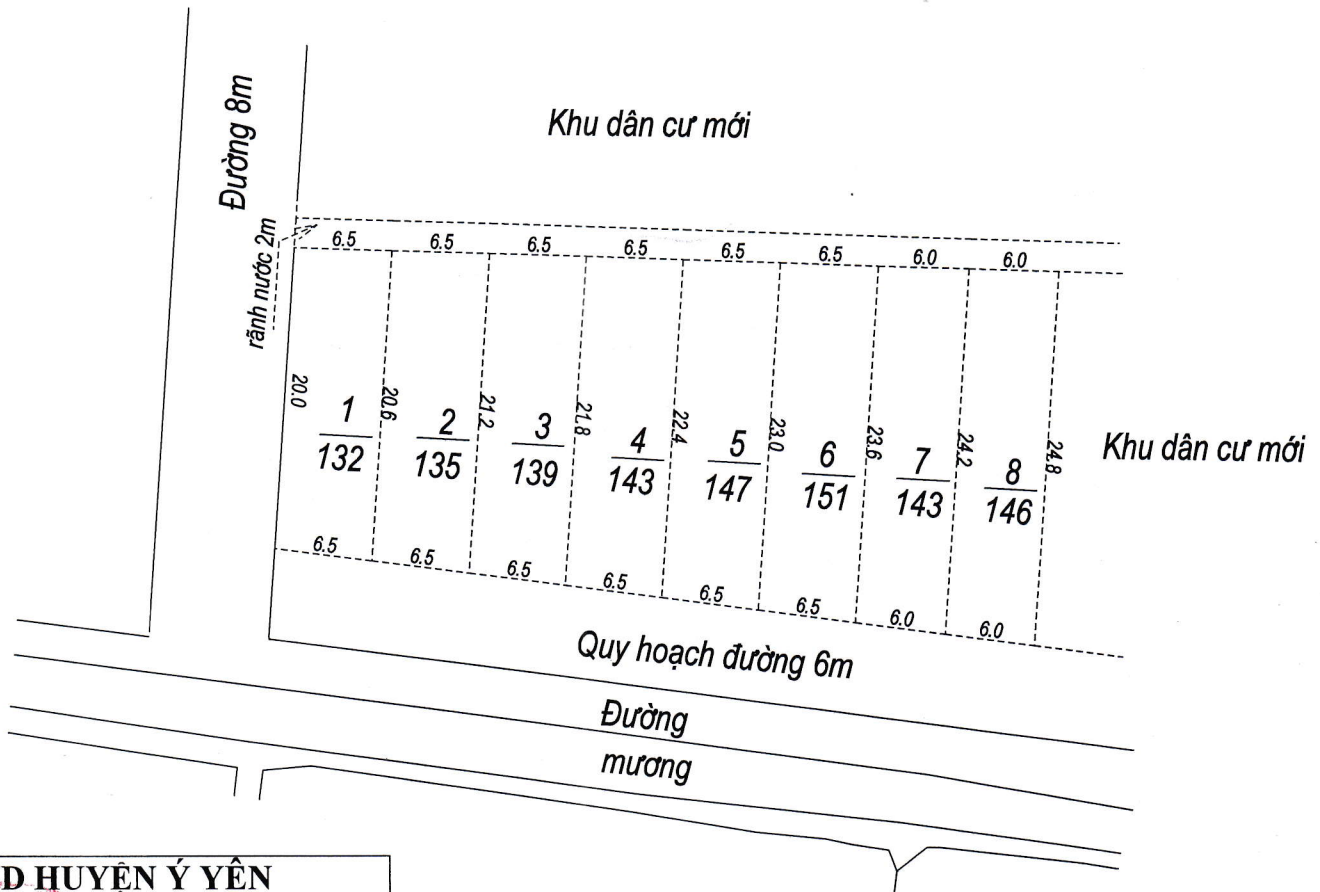 Đường 8m
Khu dân cư mới
rãnh nước 2m
6.5 6.5 6.5 6.5 6.5 6.5 6.0 6.0
20.0 20.6 21.2 21.8 22.4 23.0 23.6 24.2 24.8
1 2 3 4 5 6 7 8
132 135 139 143 147 151 143 146
Khu dân cư mới
6.5 6.5 6.5 6.5 6.5 6.5 6.0 6.0
Quy hoạch đường 6m
Đường
mương
D HUYỆN Ý YÊN